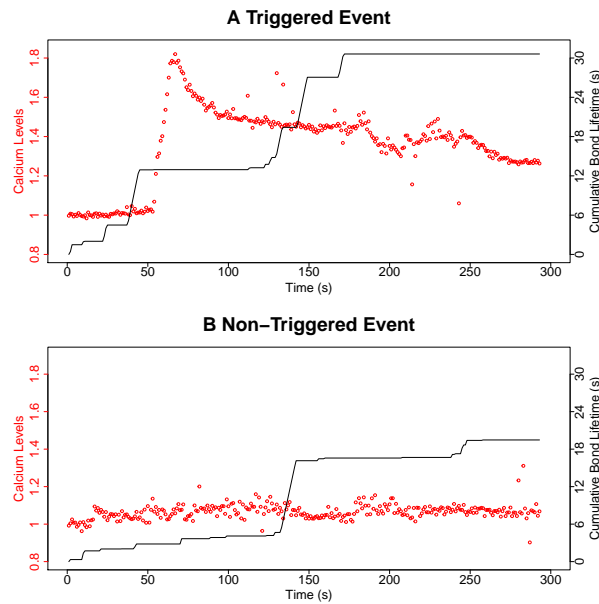 A Triggered Event
Calcium Levels
0.8 1 1.2 1.4 1.6 1.8
0 50 100 150 200 250 300
Time (s)
0 6 12 18 24 30
Cumulative Bond Lifetime (s)
B Non−Triggered Event
Calcium Levels
0.8 1 1.2 1.4 1.6 1.8
0 50 100 150 200 250 300
Time (s)
0 6 12 18 24 30
Cumulative Bond Lifetime (s)